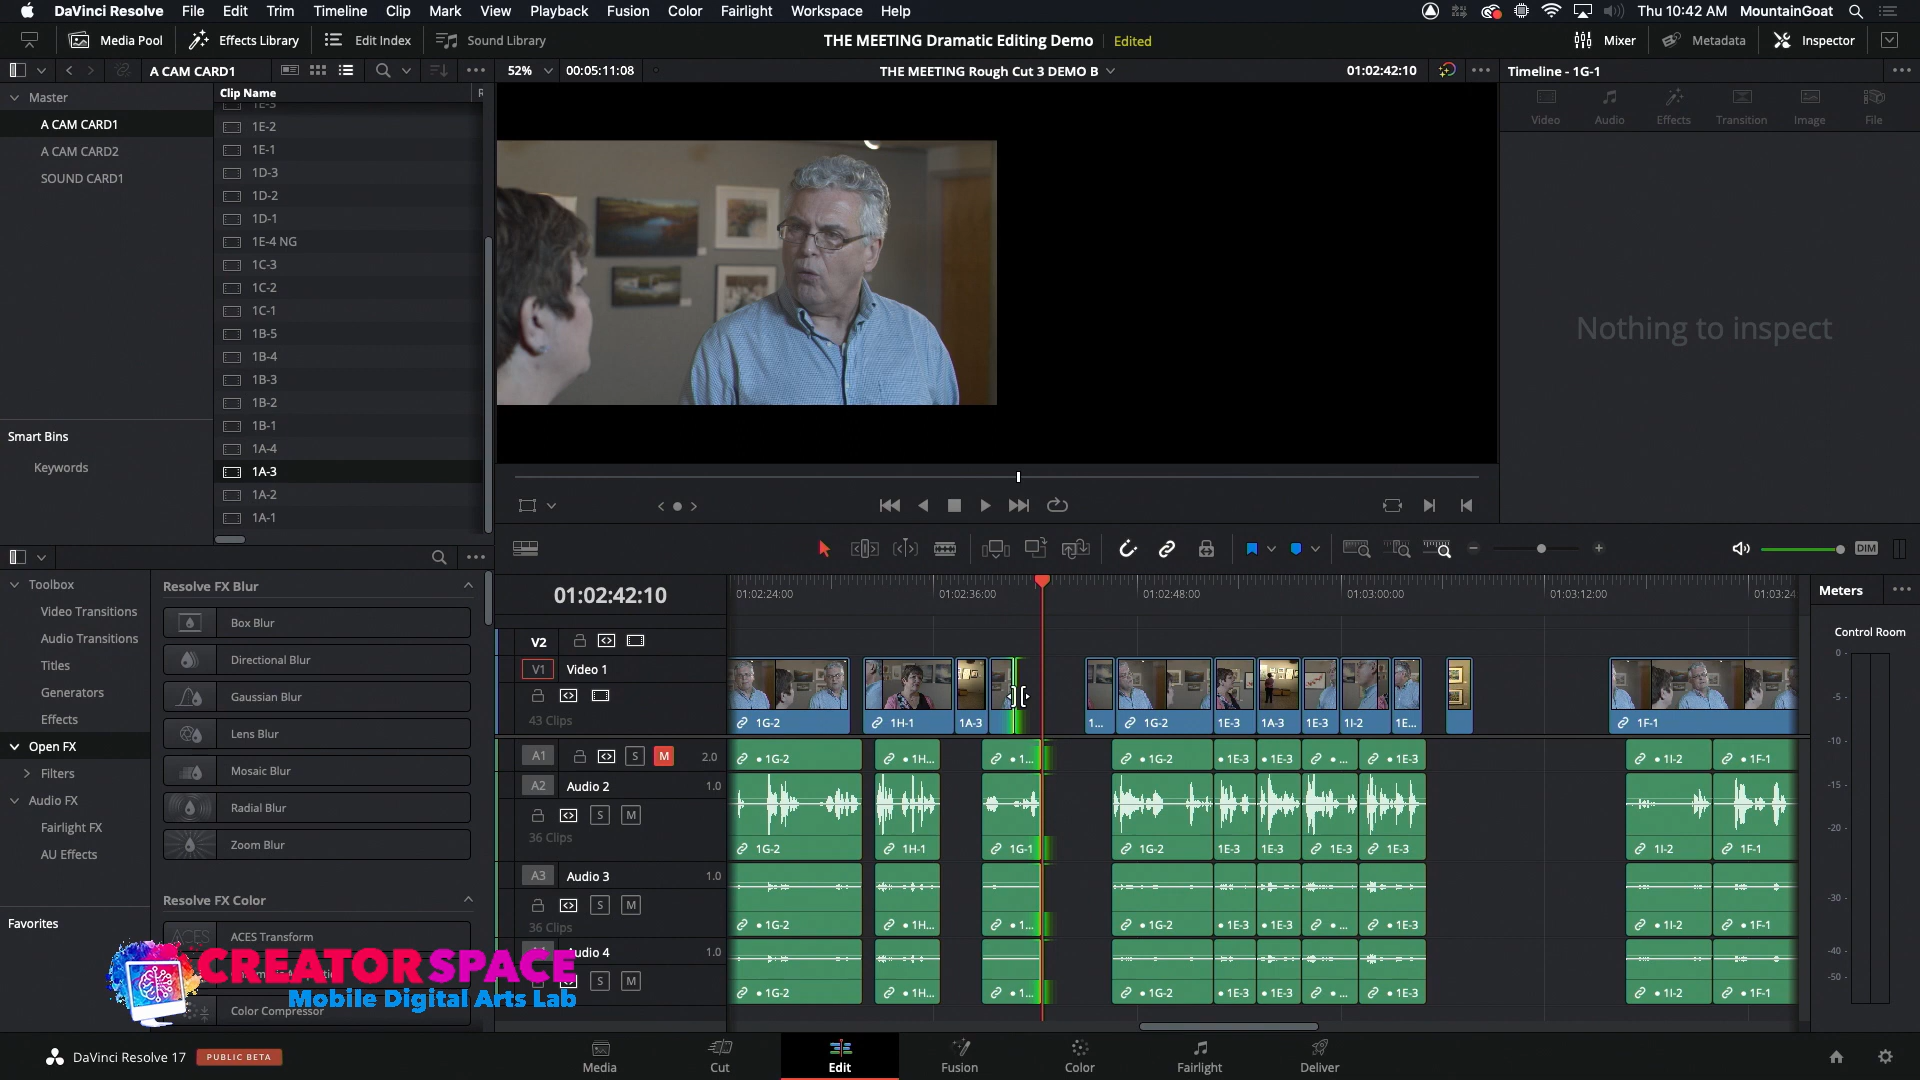 DaVinci Resolve File Edit Trim Timeline Clip Mark View Playback Fusion Color Fairlight Workspace Help Thu 10:42 AM MountainGoat
Media Pool Effects Library Edit Index Sound Library THE MEETING Dramatic Editing Demo Edited Mixer Metadata Inspector
A CAM CARD1 52% 00:05:11:08 THE MEETING Rough Cut 3 DEMO B 01:02:42:10 Timeline - 1G-1
Master
A CAM CARD1
A CAM CARD2
SOUND CARD1
Smart Bins
Keywords
Clip Name
1E-3
1E-2
1E-1
1D-3
1D-2
1D-1
1E-4 NG
1C-3
1C-2
1C-1
1B-5
1B-4
1B-3
1B-2
1B-1
1A-4
1A-3
1A-2
1A-1
Video Audio Effects Transition Image File
Nothing to inspect
DIM
Toolbox
Video Transitions
Audio Transitions
Titles
Generators
Effects
Open FX
Filters
Audio FX
Fairlight FX
AU Effects
Favorites
Resolve FX Blur
Box Blur
Directional Blur
Gaussian Blur
Lens Blur
Mosaic Blur
Radial Blur
Zoom Blur
Resolve FX Color
ACES Transform
Color Compressor
01:02:42:10
01:02:24:00 01:02:36:00 01:02:48:00 01:03:00:00 01:03:12:00 01:03:24
V2
V1 Video 1
43 Clips
1G-2 1H-1 1A-3 1... 1G-2 1E-3 1A-3 1E-3 1I-2 1E... 1F-1
A1 S M 2.0
• 1G-2 • 1H... • 1... • 1G-2 • 1E-3 • 1E-3 • ... • 1E-3 • 1I-2 • 1F-1
A2 Audio 2 1.0
S M
36 Clips
1G-2 1H-1 1G-1 1G-2 1E-3 1E-3 1E-3 1E-3 1I-2 1F-1
A3 Audio 3 1.0
S M
36 Clips
• 1G-2 • 1H... • 1... • 1G-2 • 1E-3 • 1E-3 • ... • 1E-3 • 1I-2 • 1F-1
Audio 4 1.0
S M
• 1G-2 • 1H... • 1... • 1G-2 • 1E-3 • 1E-3 • ... • 1E-3 • 1I-2 • 1F-1
Meters
Control Room
0
-5
-10
-15
-20
-30
-40
-50
CREATORSPACE
Mobile Digital Arts Lab
DaVinci Resolve 17 PUBLIC BETA
Media Cut Edit Fusion Color Fairlight Deliver